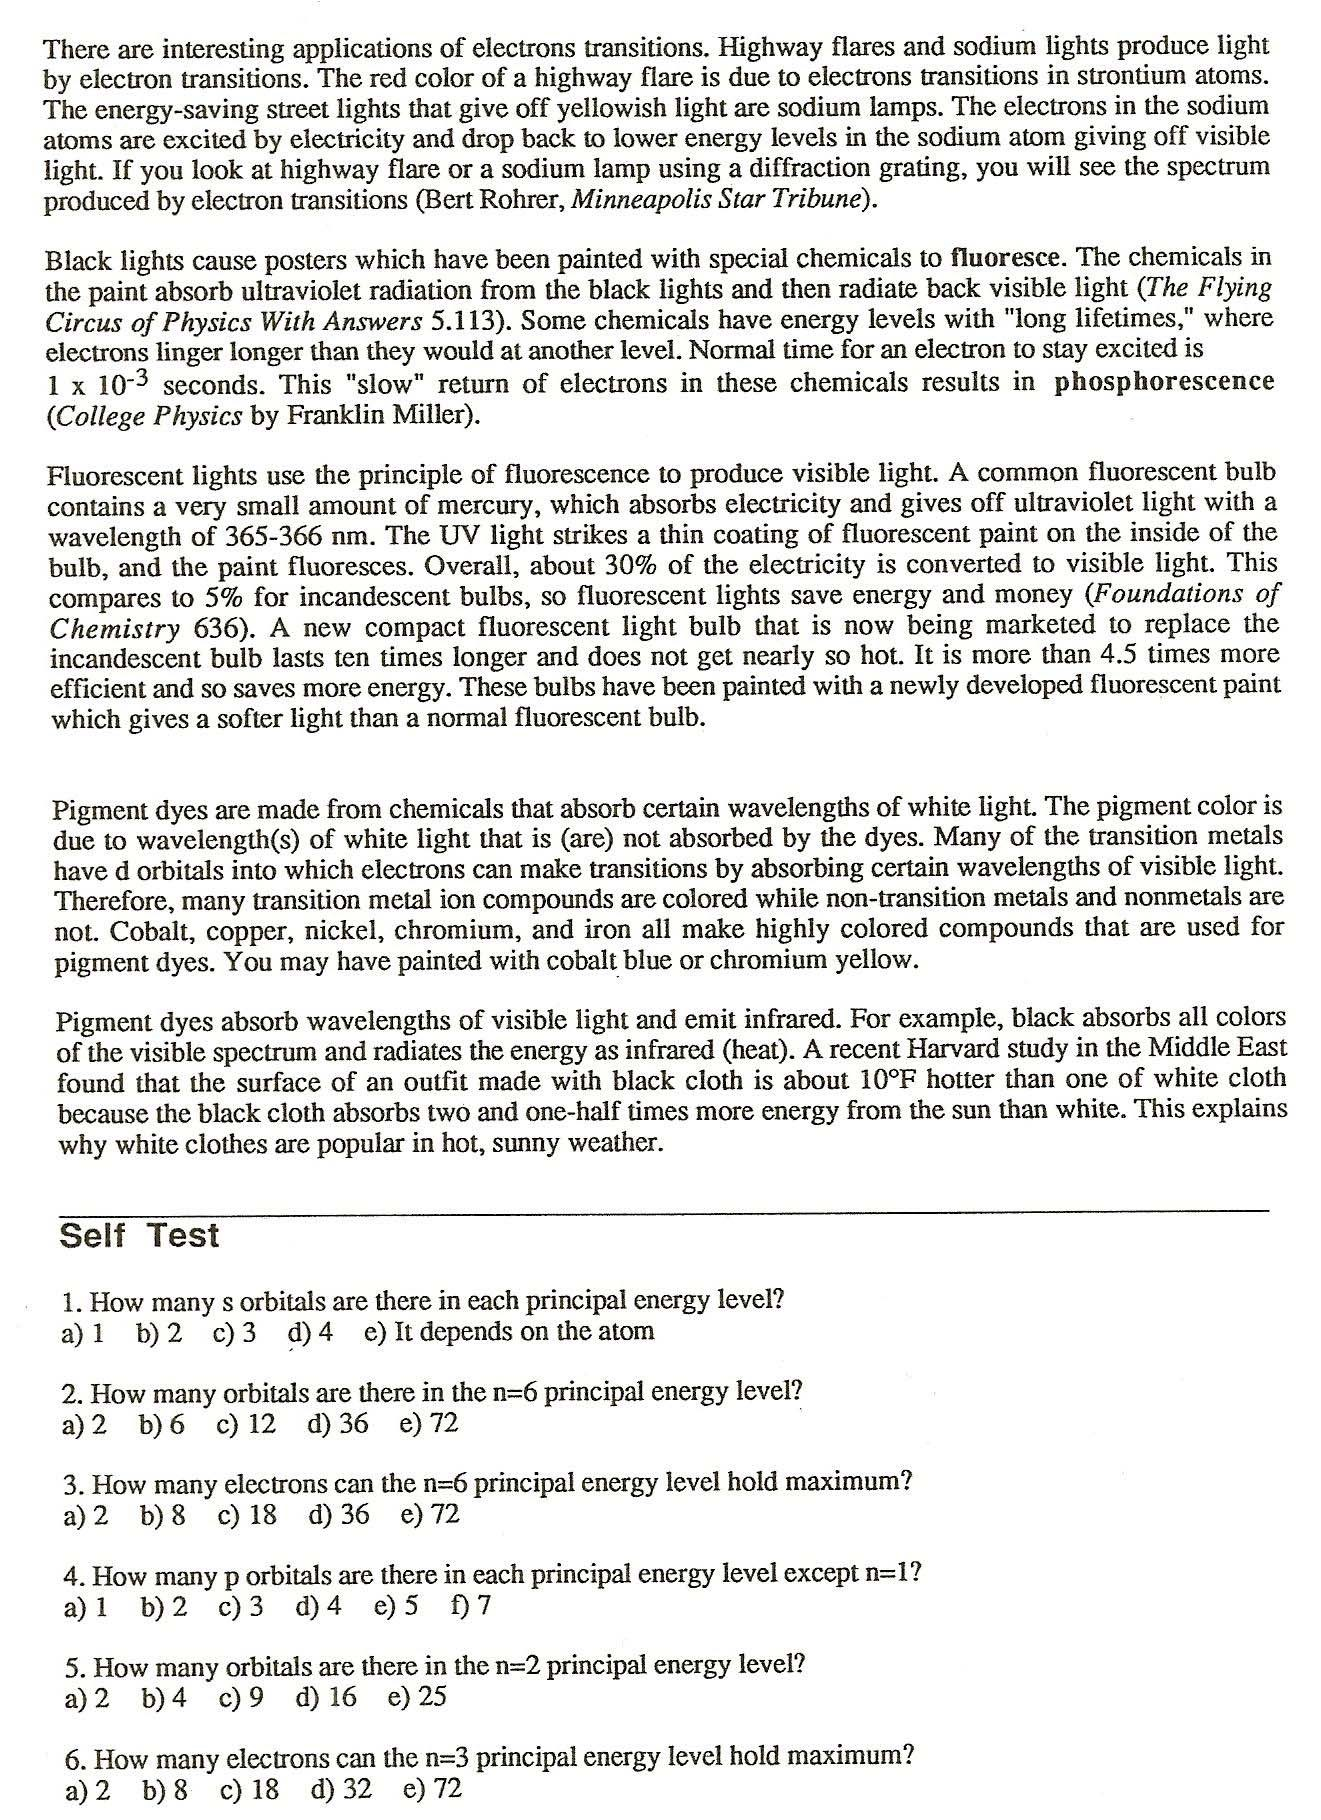 There are interesting applications of electrons transitions. Highway flares and sodium lights produce light
by electron transitions. The red color of a highway flare is due to electrons transitions in strontium atoms.
The energy-saving street lights that give off yellowish light are sodium lamps. The electrons in the sodium
atoms are excited by electricity and drop back to lower energy levels in the sodium atom giving off visible
light. If you look at highway flare or a sodium lamp using a diffraction grating, you will see the spectrum
produced by electron transitions (Bert Rohrer, Minneapolis Star Tribune).
Black lights cause posters which have been painted with special chemicals to fluoresce. The chemicals in
the paint absorb ultraviolet radiation from the black lights and then radiate back visible light (The Flying
Circus of Physics With Answers 5.113). Some chemicals have energy levels with "long lifetimes," where
electrons linger longer than they would at another level. Normal time for an electron to stay excited is
1 x 10-3 seconds. This "slow" return of electrons in these chemicals results in phosphorescence
(College Physics by Franklin Miller).
Fluorescent lights use the principle of fluorescence to produce visible light. A common fluorescent bulb
contains a very small amount of mercury, which absorbs electricity and gives off ultraviolet light with a
wavelength of 365-366 nm. The UV light strikes a thin coating of fluorescent paint on the inside of the
bulb, and the paint fluoresces. Overall, about 30% of the electricity is converted to visible light. This
compares to 5% for incandescent bulbs, so fluorescent lights save energy and money (Foundations of
Chemistry 636). A new compact fluorescent light bulb that is now being marketed to replace the
incandescent bulb lasts ten times longer and does not get nearly so hot. It is more than 4.5 times more
efficient and so saves more energy. These bulbs have been painted with a newly developed fluorescent paint
which gives a softer light than a normal fluorescent bulb.
Pigment dyes are made from chemicals that absorb certain wavelengths of white light. The pigment color is
due to wavelength(s) of white light that is (are) not absorbed by the dyes. Many of the transition metals
have d orbitals into which electrons can make transitions by absorbing certain wavelengths of visible light.
Therefore, many transition metal ion compounds are colored while non-transition metals and nonmetals are
not. Cobalt, copper, nickel, chromium, and iron all make highly colored compounds that are used for
pigment dyes. You may have painted with cobalt blue or chromium yellow.
Pigment dyes absorb wavelengths of visible light and emit infrared. For example, black absorbs all colors
of the visible spectrum and radiates the energy as infrared (heat). A recent Harvard study in the Middle East
found that the surface of an outfit made with black cloth is about 10°F hotter than one of white cloth
because the black cloth absorbs two and one-half times more energy from the sun than white. This explains
why white clothes are popular in hot, sunny weather.
Self Test
1. How many s orbitals are there in each principal energy level?
a) 1 b) 2 c) 3 d) 4 e) It depends on the atom
2. How many orbitals are there in the n=6 principal energy level?
a) 2 b) 6 c) 12 d) 36 e) 72
3. How many electrons can the n=6 principal energy level hold maximum?
a) 2 b) 8 c) 18 d) 36 e) 72
4. How many p orbitals are there in each principal energy level except n=1?
a) 1 b) 2 c) 3 d) 4 e) 5 f) 7
5. How many orbitals are there in the n=2 principal energy level?
a) 2 b) 4 c) 9 d) 16 e) 25
6. How many electrons can the n=3 principal energy level hold maximum?
a) 2 b) 8 c) 18 d) 32 e) 72